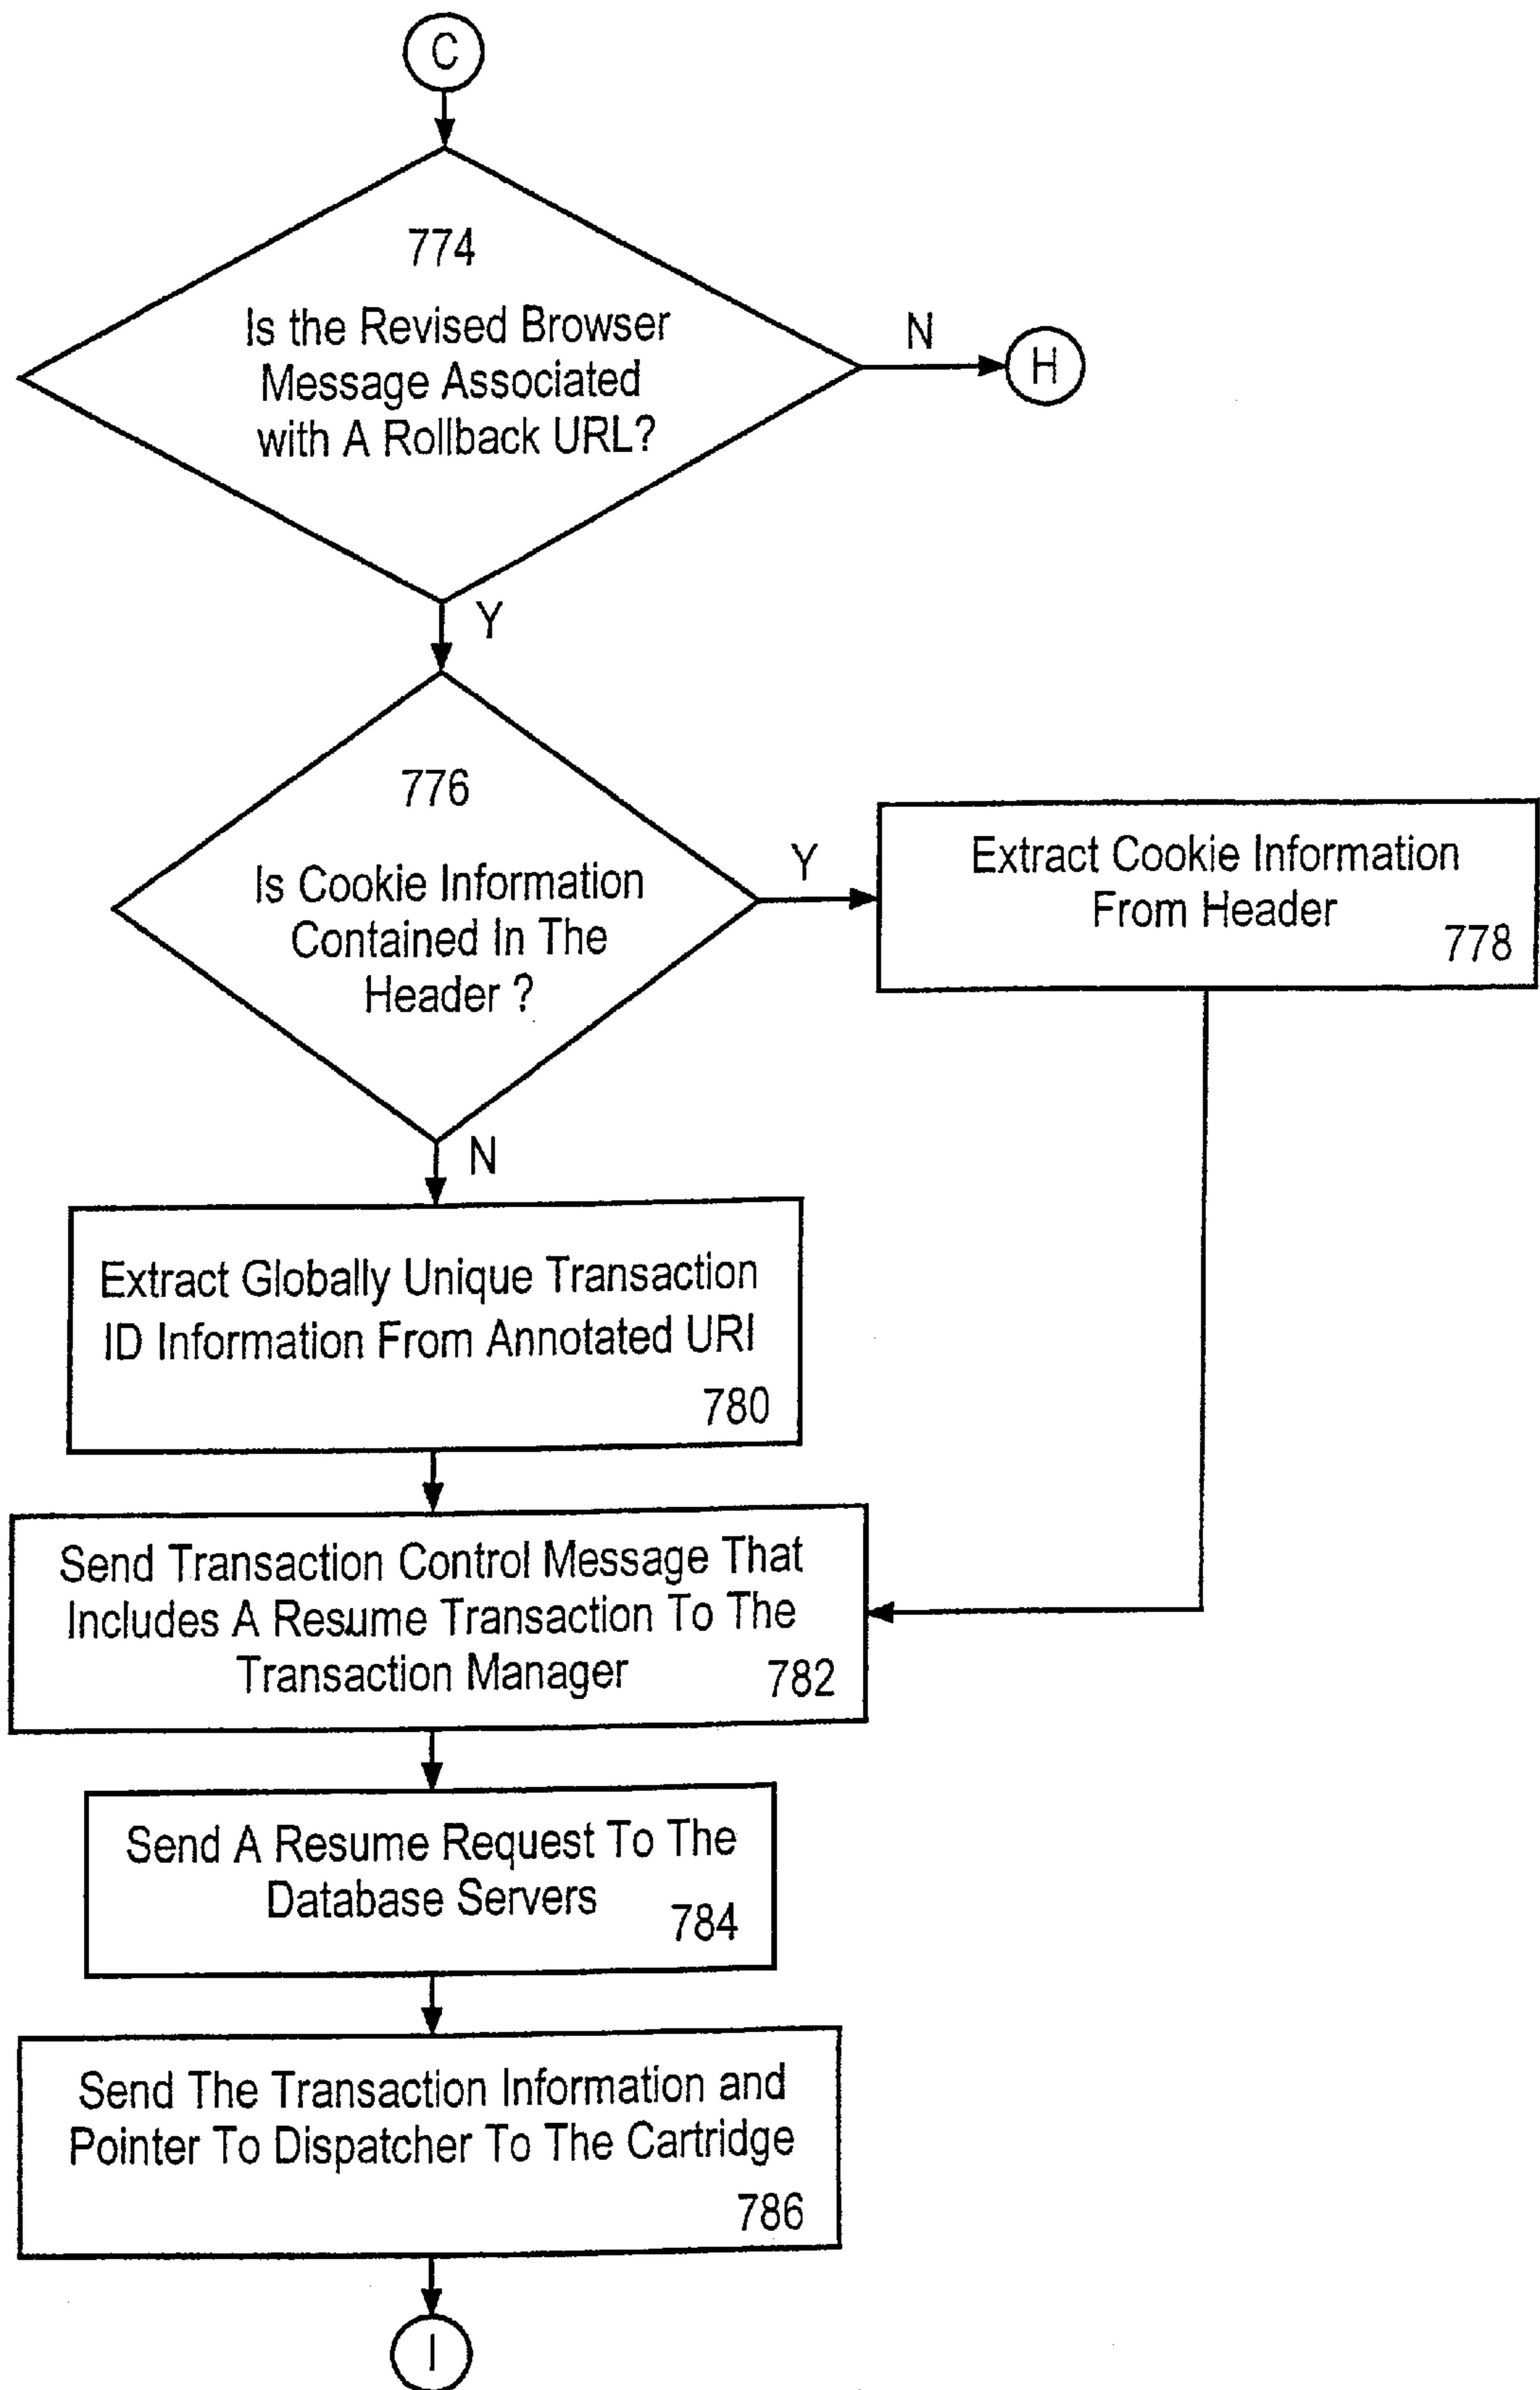 C
774
Is the Revised Browser
Message Associated
with A Rollback URL?
N
H
Y
776
Is Cookie Information
Contained In The
Header ?
Y
Extract Cookie Information
From Header
778
N
Extract Globally Unique Transaction
ID Information From Annotated URI
780
Send Transaction Control Message That
Includes A Resume Transaction To The
Transaction Manager
782
Send A Resume Request To The
Database Servers
784
Send The Transaction Information and
Pointer To Dispatcher To The Cartridge
786
I